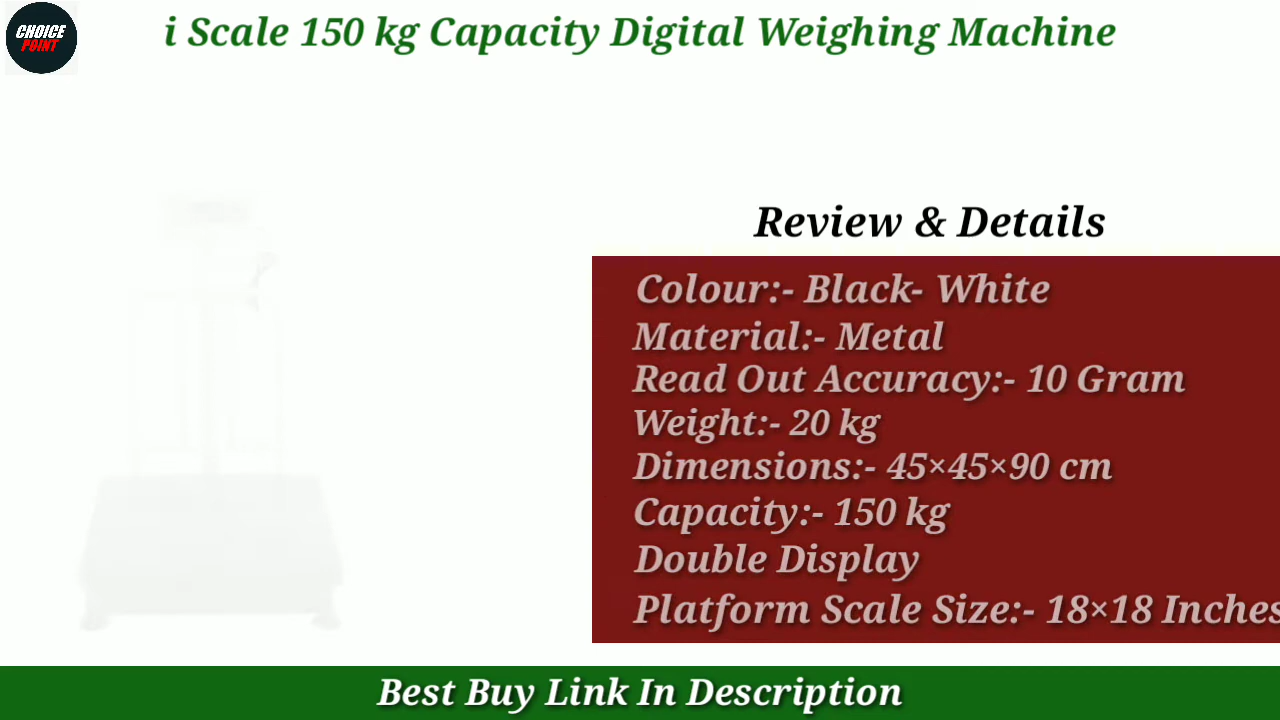 CHOICE
POINT
i Scale 150 kg Capacity Digital Weighing Machine
Review & Details
Colour:- Black- White
Material:- Metal
Read Out Accuracy:- 10 Gram
Weight:- 20 kg
Dimensions:- 45×45×90 cm
Capacity:- 150 kg
Double Display
Platform Scale Size:- 18×18 Inches
Best Buy Link In Description